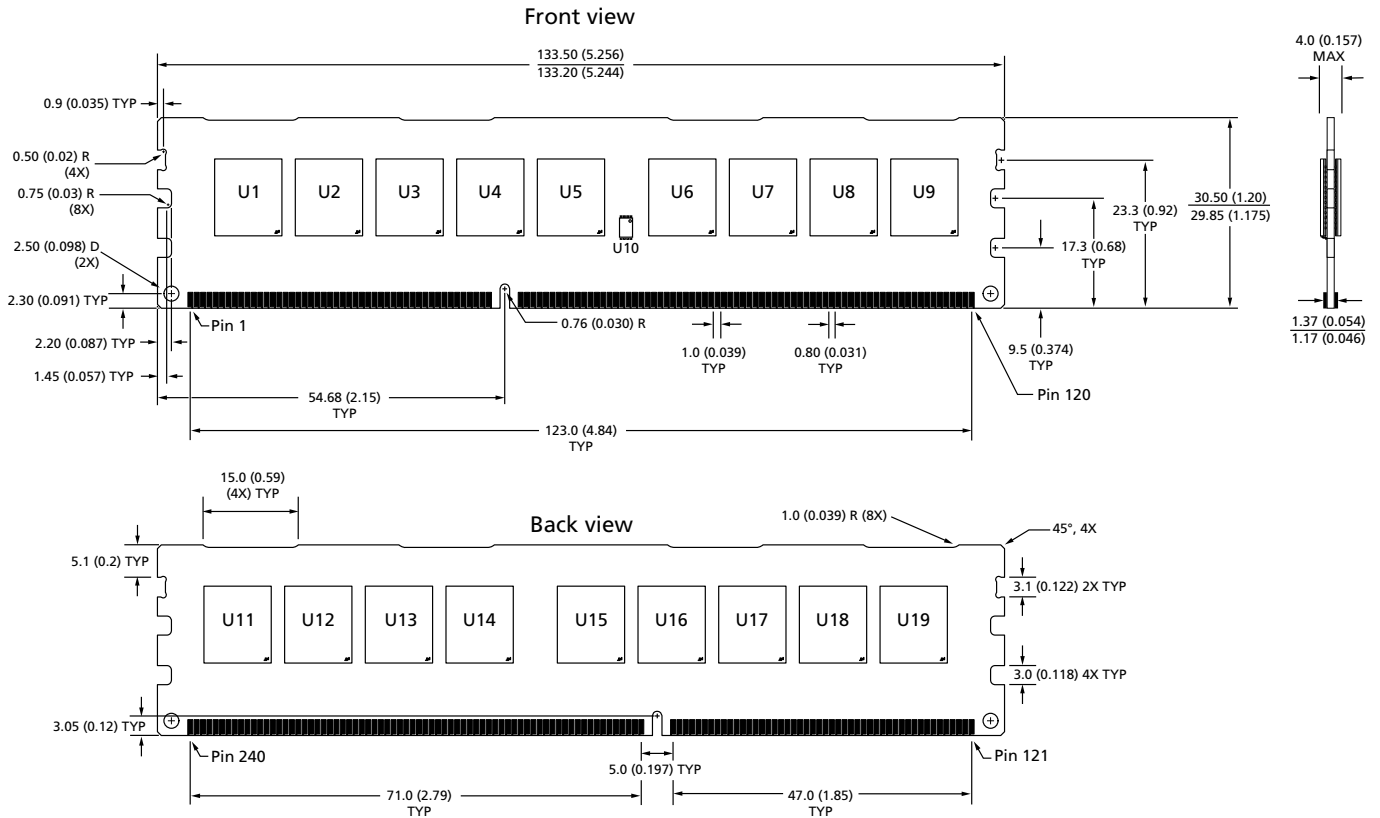 Front view
133.50 (5.256)
133.20 (5.244)
4.0 (0.157)
MAX
0.9 (0.035) TYP
0.50 (0.02) R
(4X)
0.75 (0.03) R
(8X)
2.50 (0.098) D
(2X)
2.30 (0.091) TYP
2.20 (0.087) TYP
1.45 (0.057) TYP
U1
U2
U3
U4
U5
U6
U7
U8
U9
U10
23.3 (0.92)
TYP
30.50 (1.20)
29.85 (1.175)
17.3 (0.68)
TYP
Pin 1
0.76 (0.030) R
1.0 (0.039)
TYP
0.80 (0.031)
TYP
9.5 (0.374)
TYP
1.37 (0.054)
1.17 (0.046)
Pin 120
54.68 (2.15)
TYP
123.0 (4.84)
TYP
15.0 (0.59)
(4X) TYP
Back view
1.0 (0.039) R (8X)
45°, 4X
5.1 (0.2) TYP
3.1 (0.122) 2X TYP
U11
U12
U13
U14
U15
U16
U17
U18
U19
3.0 (0.118) 4X TYP
3.05 (0.12) TYP
Pin 240
5.0 (0.197) TYP
Pin 121
71.0 (2.79)
TYP
47.0 (1.85)
TYP